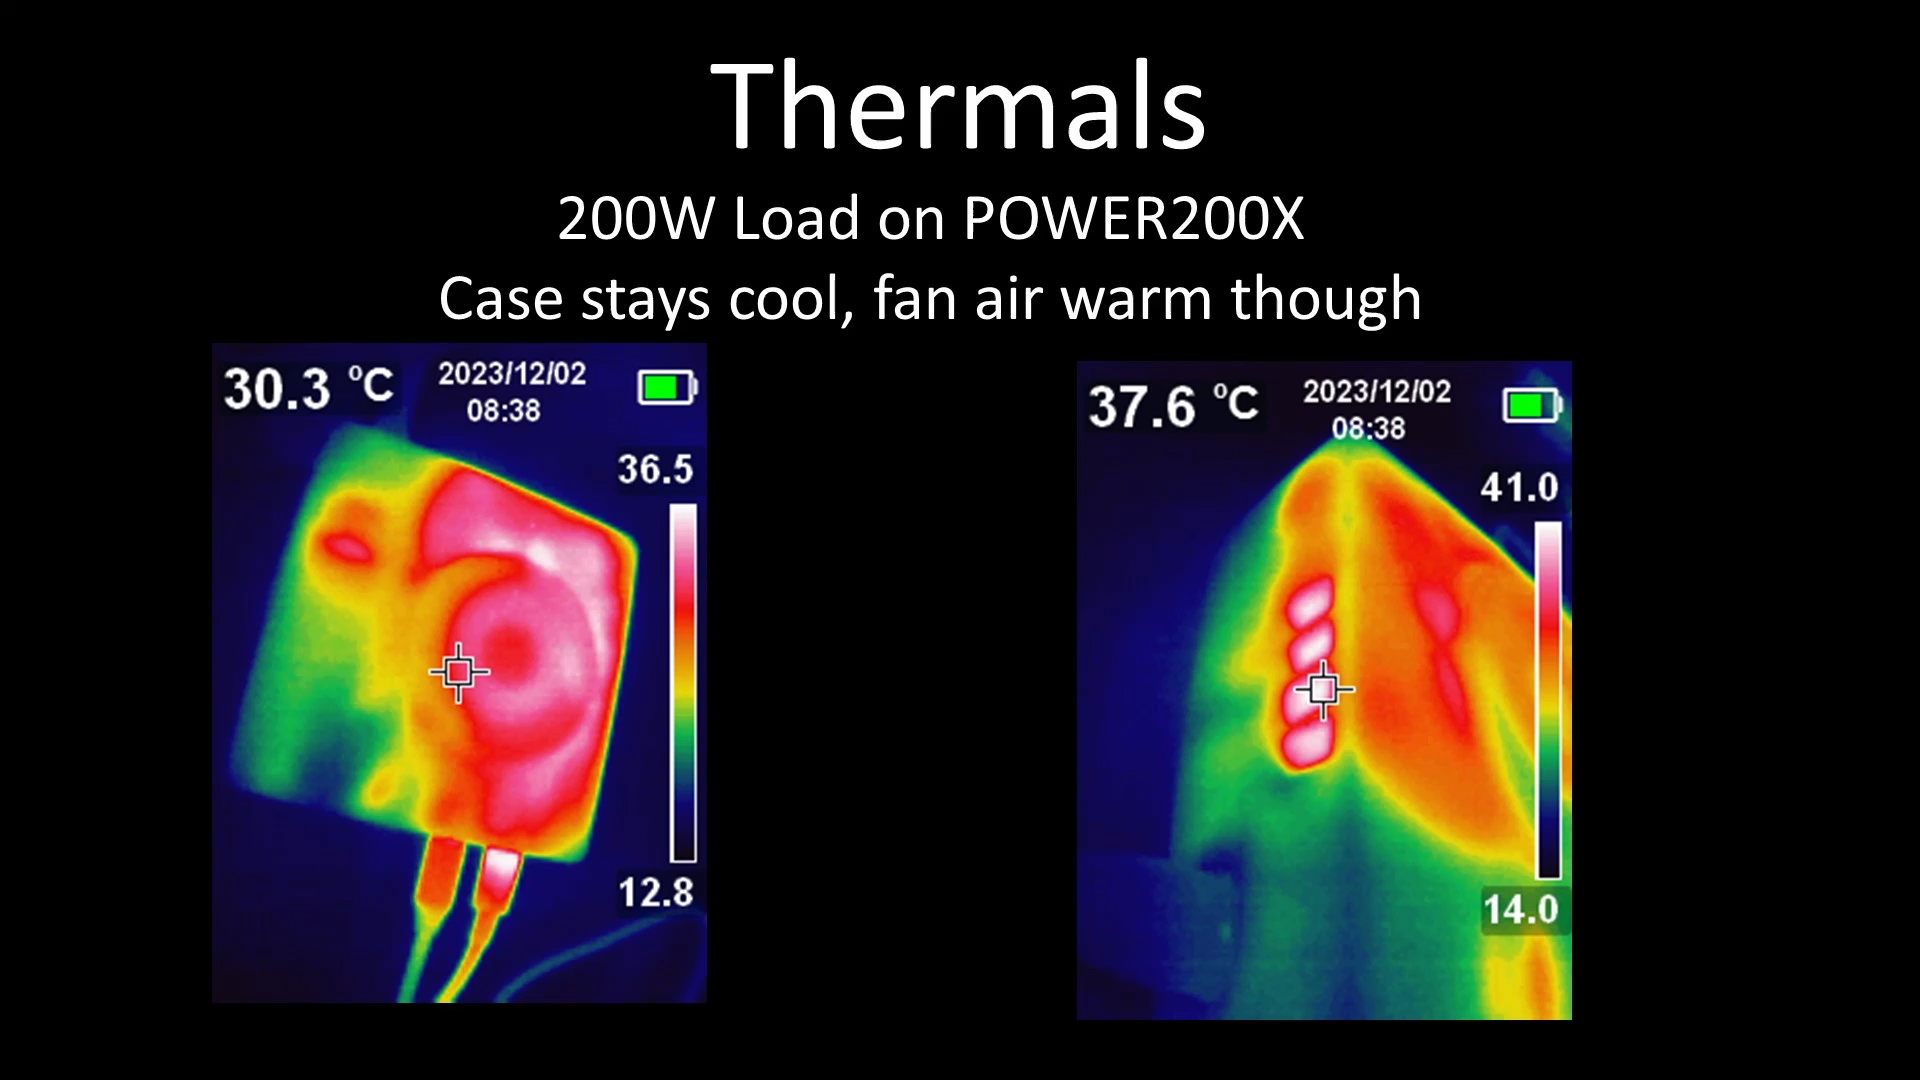 Thermals
200W Load on POWER200X
Case stays cool, fan air warm though
30.3 °C
2023/12/02
08:38
36.5
12.8
37.6 °C
2023/12/02
08:38
41.0
14.0